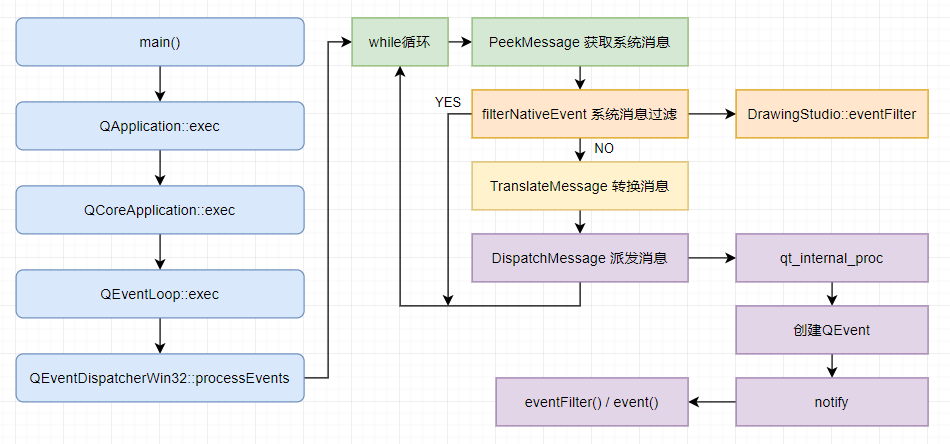 main()
QApplication::exec
QCoreApplication::exec
QEventLoop::exec
QEventDispatcherWin32::processEvents
while循环
PeekMessage 获取系统消息
YES
filterNativeEvent 系统消息过滤
DrawingStudio::eventFilter
NO
TranslateMessage 转换消息
DispatchMessage 派发消息
qt_internal_proc
创建QEvent
notify
eventFilter() / event()